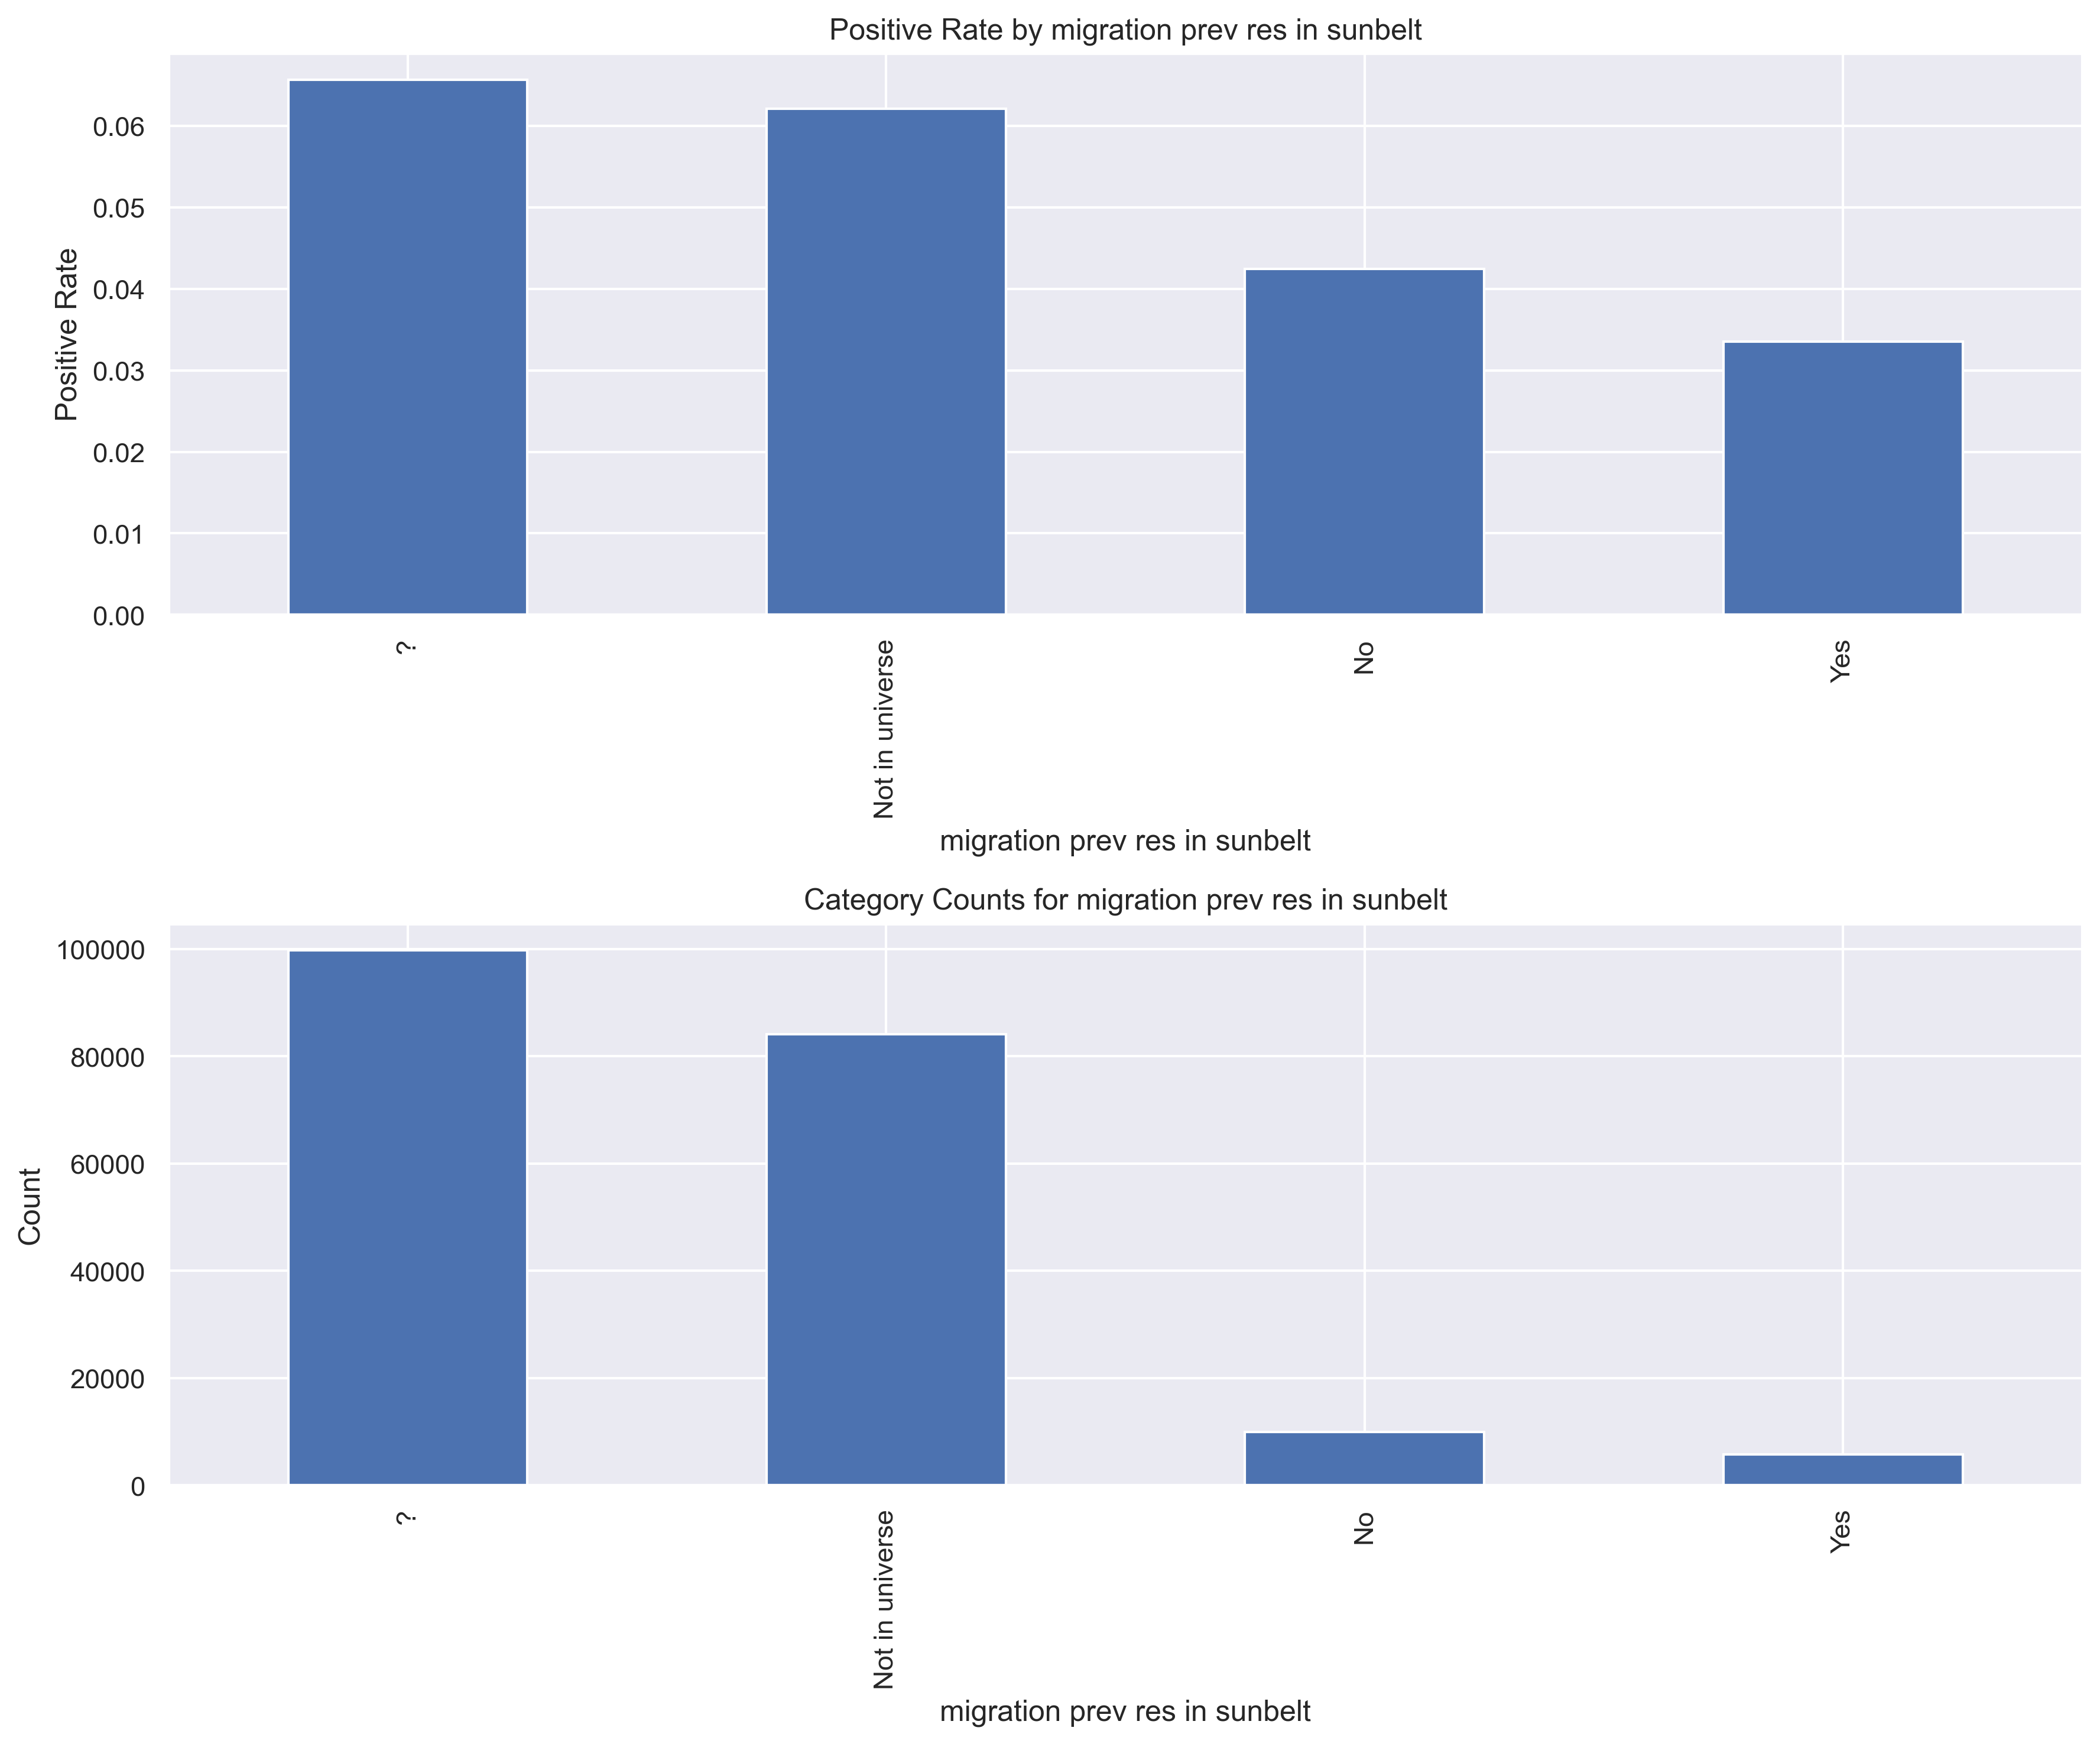 Positive Rate by migration prev res in sunbelt
0.06
0.05
0.04
0.03
0.02
0.01
0.00
Positive Rate
?
Not in universe
No
Yes
migration prev res in sunbelt
Category Counts for migration prev res in sunbelt
100000
80000
60000
40000
20000
0
Count
?
Not in universe
No
Yes
migration prev res in sunbelt